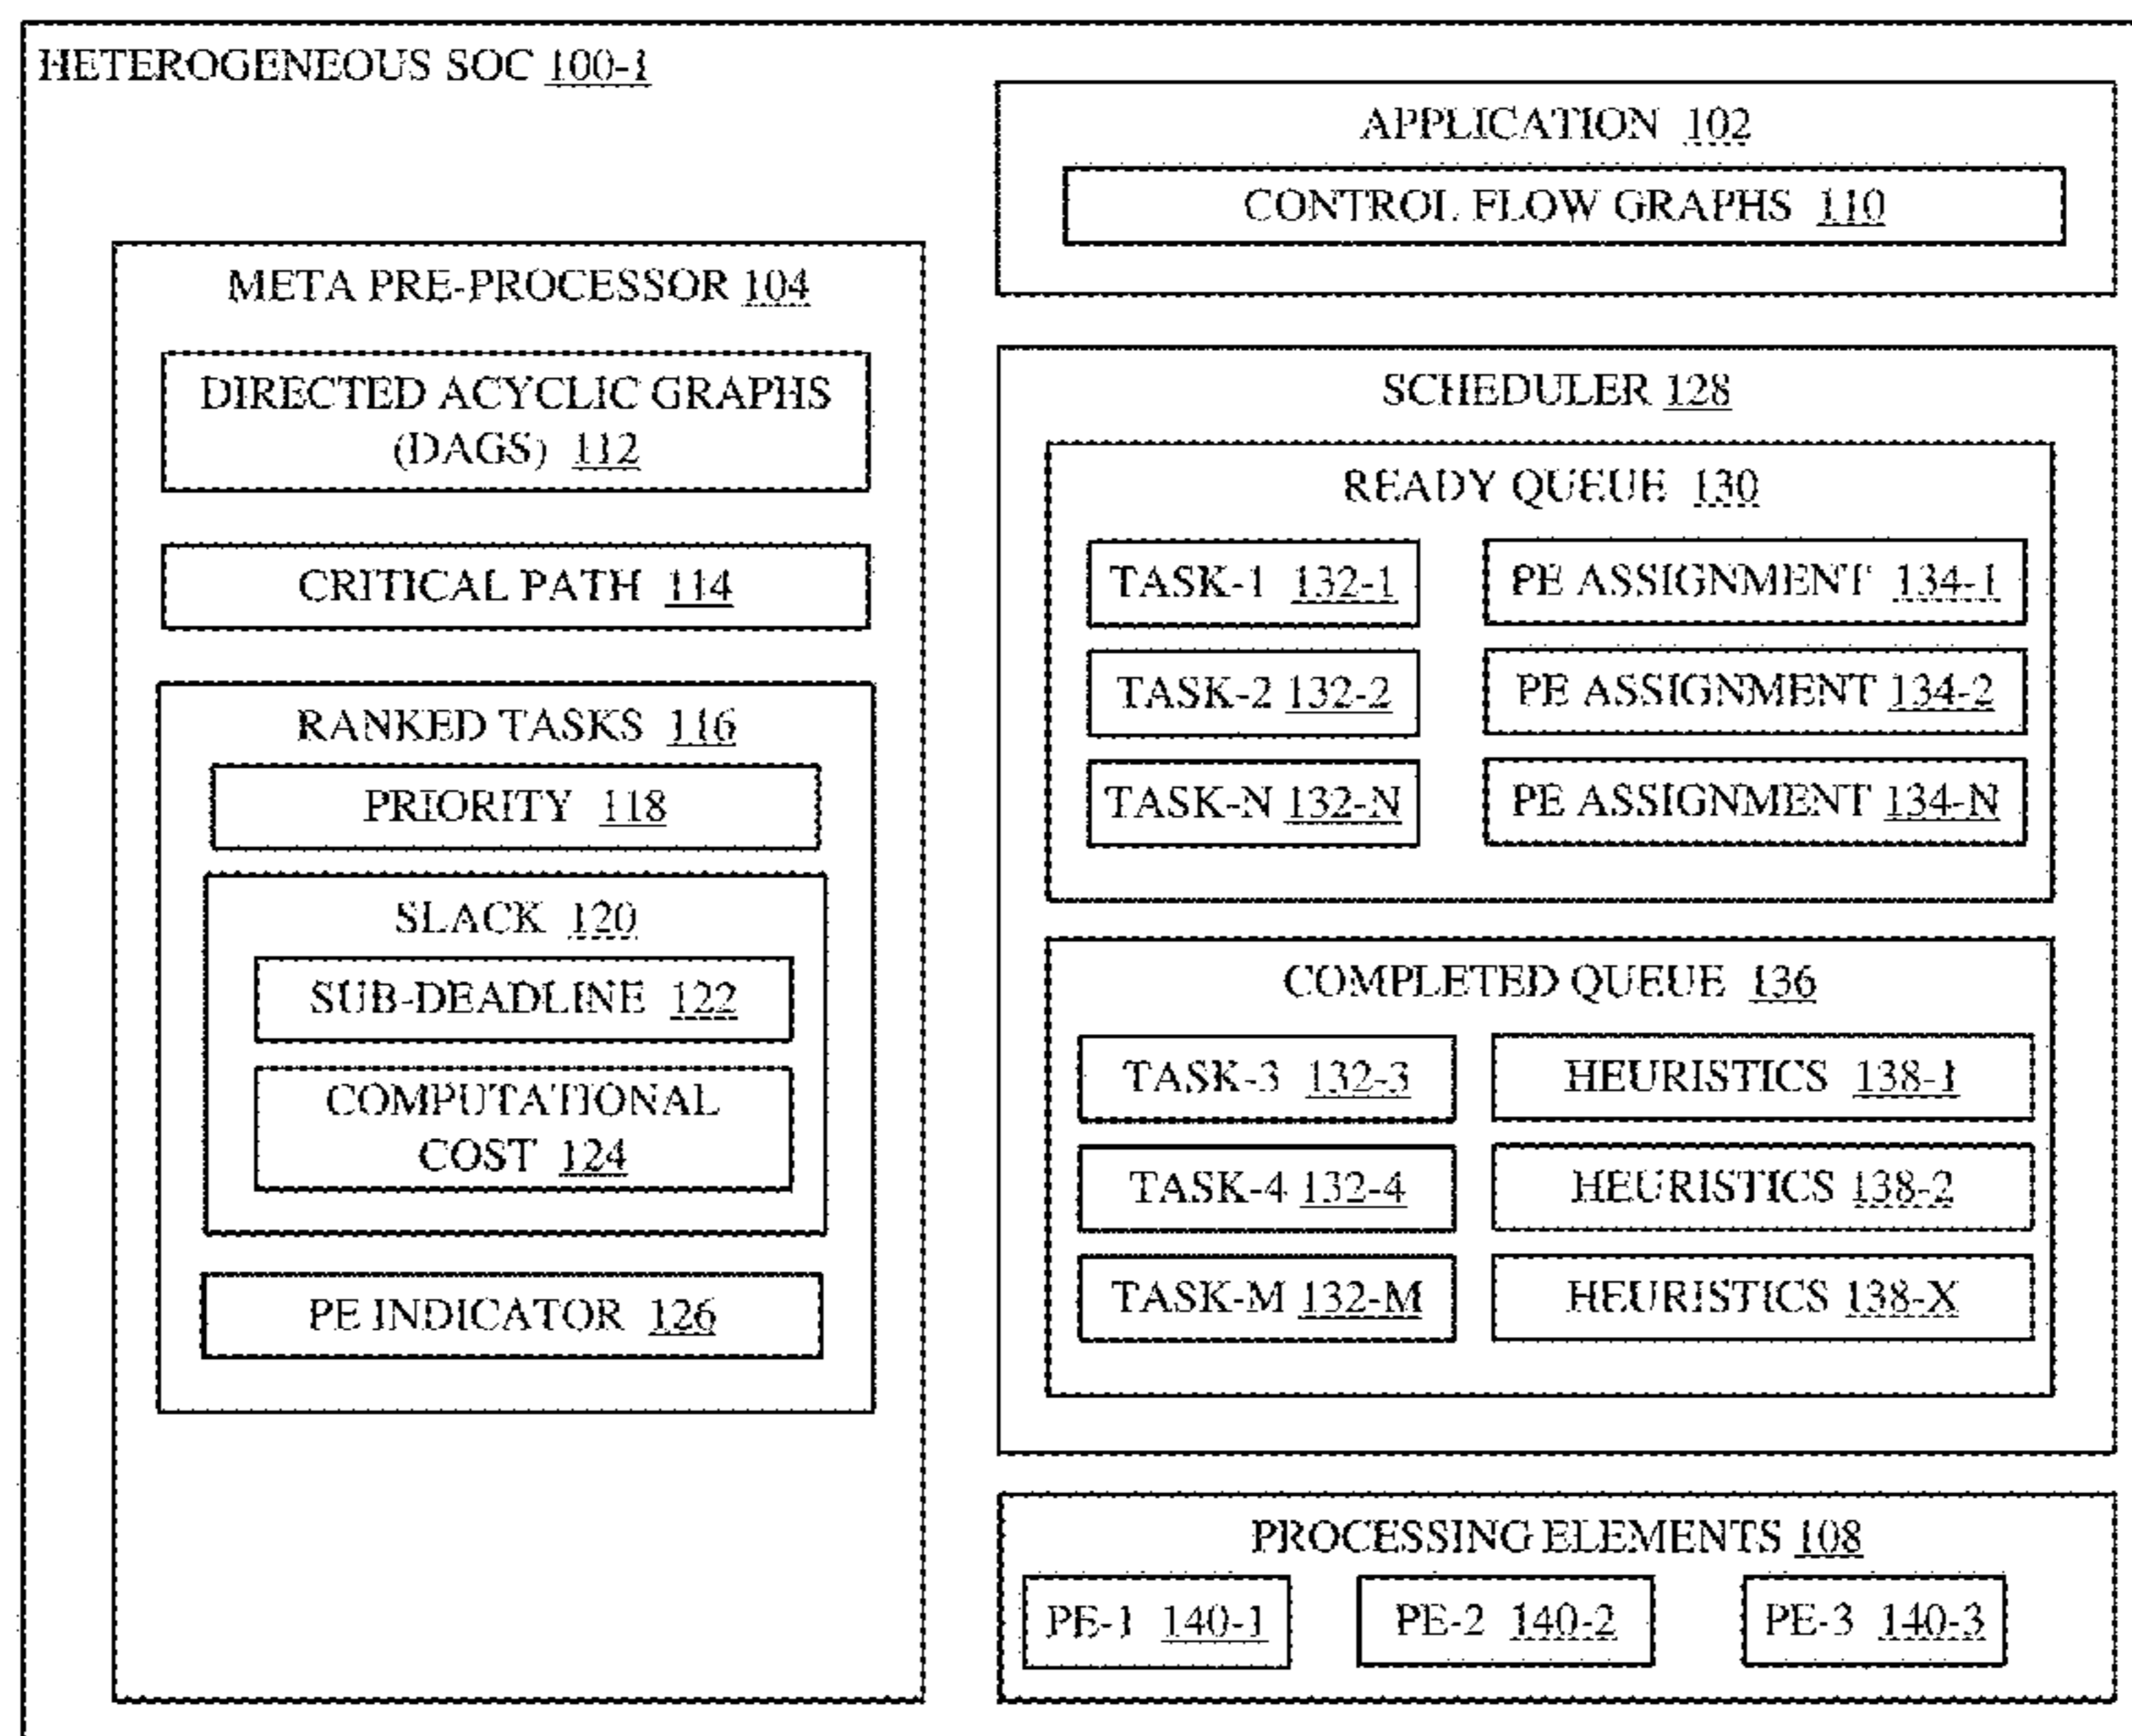 HETEROGENEOUS SOC 100-1
APPLICATION 102
CONTROL FLOW GRAPHS 110
META PRE-PROCESSOR 104
DIRECTED ACYCLIC GRAPHS
(DAGS) 112
CRITICAL PATH 114
RANKED TASKS 116
PRIORITY 118
SLACK 120
SUB-DEADLINE 122
COMPUTATIONAL
COST 124
PE INDICATOR 126
SCHEDULER 128
READY QUEUE 130
TASK-1 132-1
PE ASSIGNMENT 134-1
TASK-2 132-2
PE ASSIGNMENT 134-2
TASK-N 132-N
PE ASSIGNMENT 134-N
COMPLETED QUEUE 136
TASK-3 132-3
HEURISTICS 138-1
TASK-4 132-4
HEURISTICS 138-2
TASK-M 132-M
HEURISTICS 138-X
PROCESSING ELEMENTS 108
PE-1 140-1
PE-2 140-2
PE-3 140-3